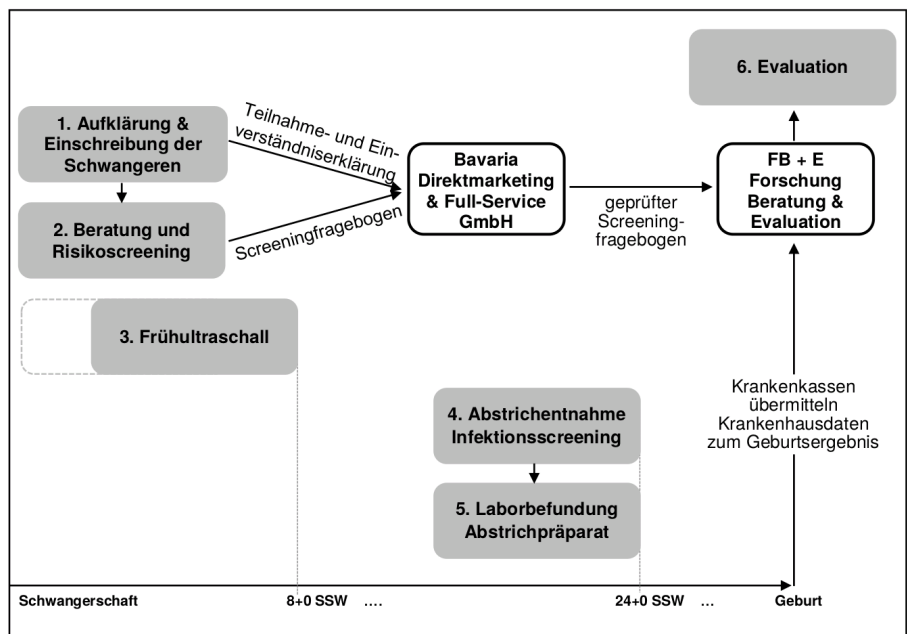 6. Evaluation
1. Aufklärung &
Einschreibung der
Schwangeren
Teilnahme- und Ein-
verständniserklärung
Bavaria
Direktmarketing
& Full-Service
GmbH
FB + E
Forschung
Beratung &
Evaluation
geprüfter
Screening-
fragebogen
2. Beratung und
Risikoscreening
Screeningfragebogen
3. Frühultraschall
Krankenkassen
übermitteln
Krankenhausdaten
zum Geburtsergebnis
4. Abstrichentnahme
Infektionsscreening
5. Laborbefundung
Abstrichpräparat
Schwangerschaft 8+0 SSW .... 24+0 SSW ... Geburt